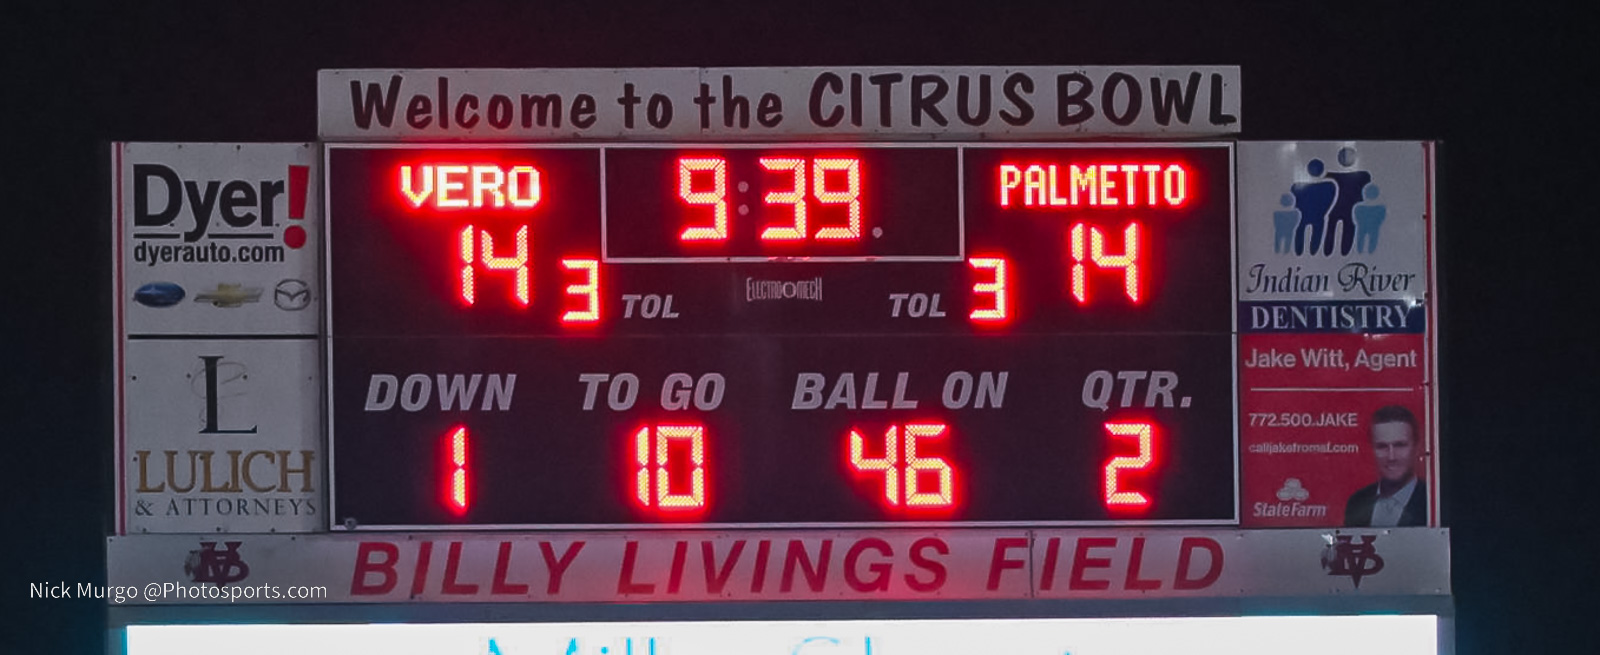 Welcome to the CITRUS BOWL
Dyer!
dyerauto.com
LULICH
& ATTORNEYS
VERO
9:39
PALMETTO
14
3
TOL
ELECTRO-MECH
TOL
3
14
DOWN
TO GO
BALL ON
QTR.
1
10
46
2
Indian River
DENTISTRY
Jake Witt, Agent
772.500.JAKE
calljakefromsf.com
StateFarm
BILLY LIVINGS FIELD
Nick Murgo @Photosports.com